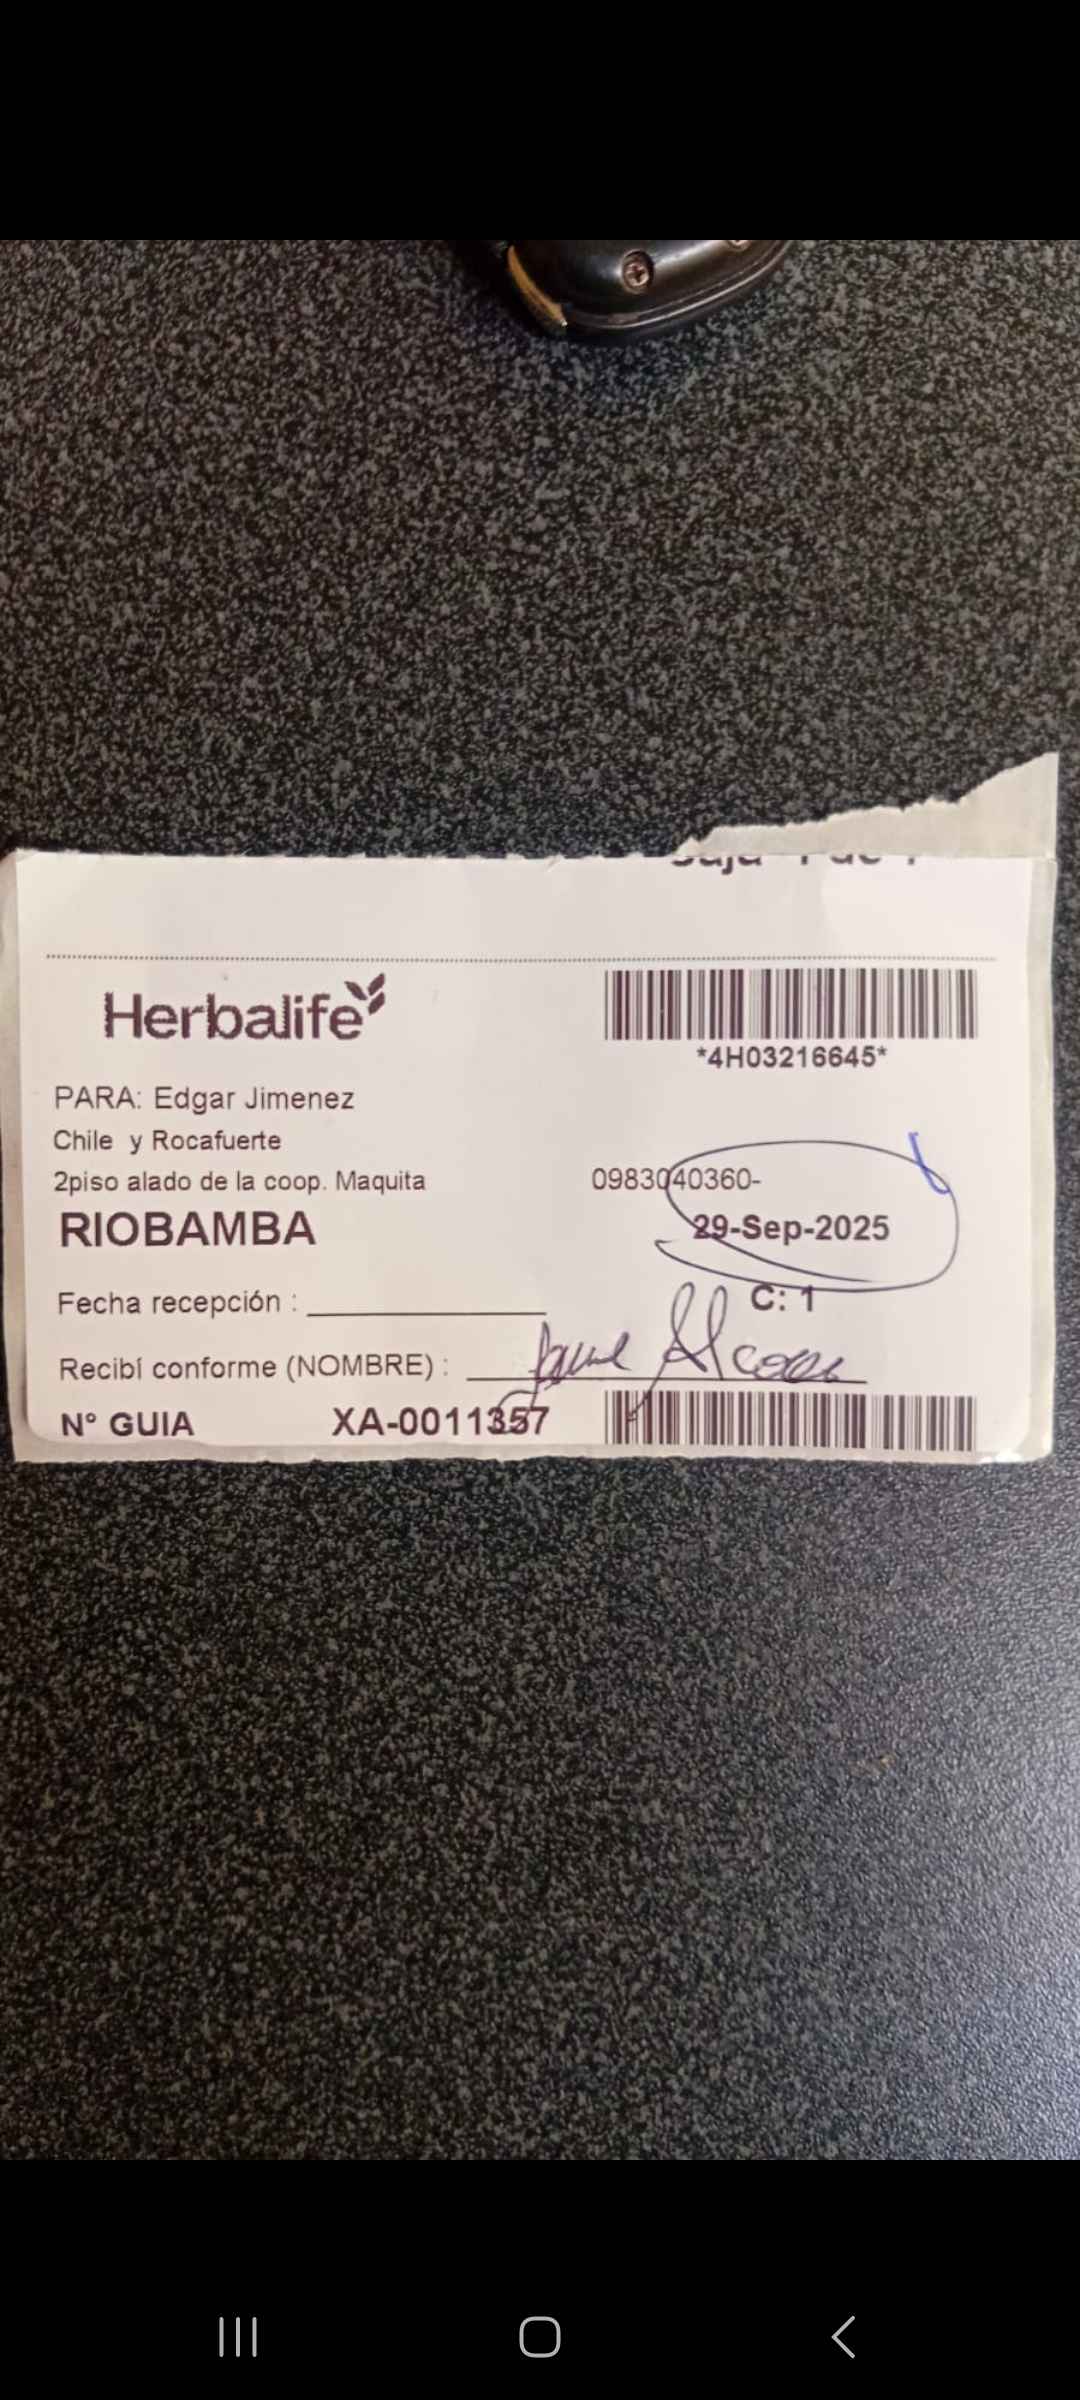 Herbalife
*4H03216645*
PARA: Edgar Jimenez
Chile y Rocafuerte
2piso alado de la coop. Maquita 0983040360-
RIOBAMBA 29-Sep-2025
C: 1
Fecha recepción :
Recibí conforme (NOMBRE) :
N° GUIA XA-0011357